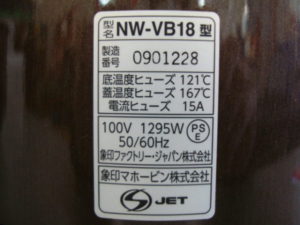 型名 NW-VB18 型
製造番号 0901228
底温度ヒューズ 121℃
蓋温度ヒューズ 167℃
電流ヒューズ 15A
100V 1295W
50/60Hz
PSE
象印ファクトリー・ジャパン株式会社
象印マホービン株式会社
S JET